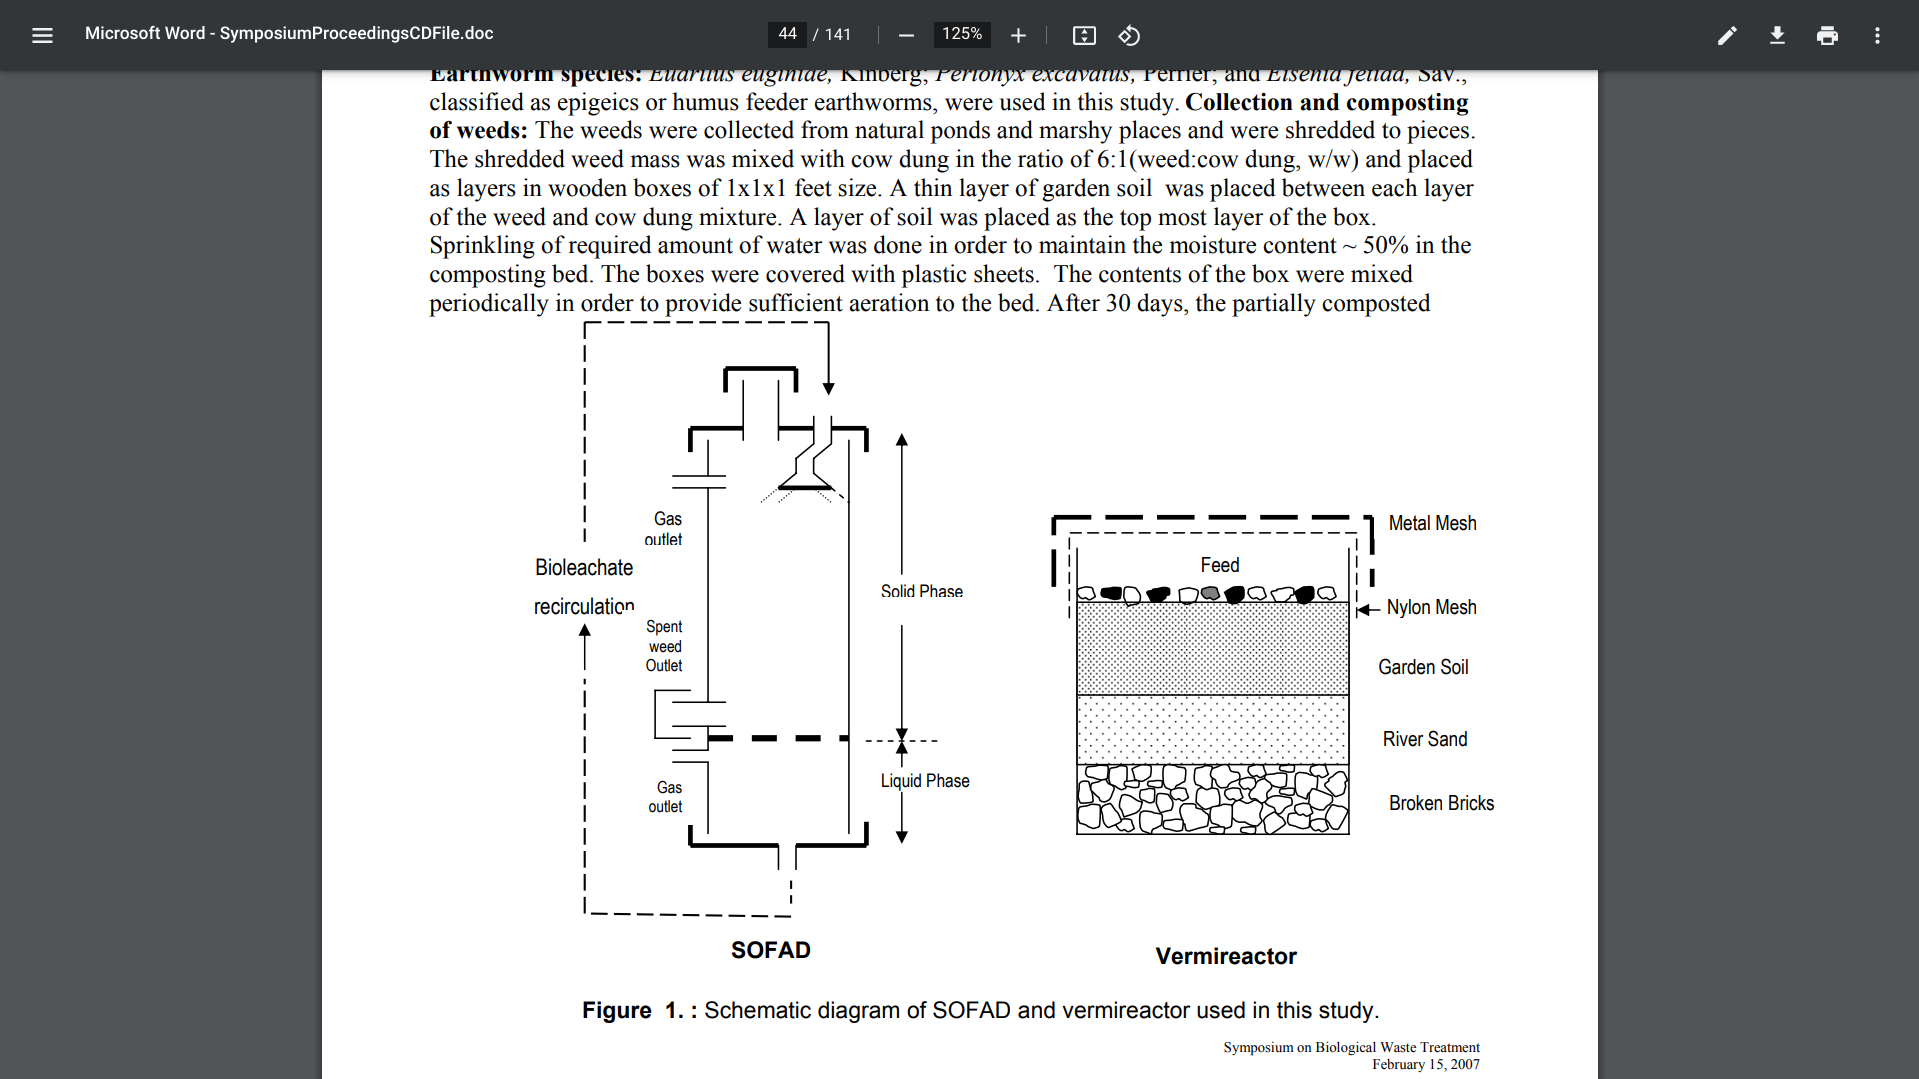 Microsoft Word - SymposiumProceedingsCDFile.doc
44 / 141
125%
Earthworm species: Eudrilus euginiae, Kinberg; Perionyx excavatus, Perrier; and Eisenia fetida, Sav.,
classified as epigeics or humus feeder earthworms, were used in this study. Collection and composting
of weeds: The weeds were collected from natural ponds and marshy places and were shredded to pieces.
The shredded weed mass was mixed with cow dung in the ratio of 6:1(weed:cow dung, w/w) and placed
as layers in wooden boxes of 1x1x1 feet size. A thin layer of garden soil was placed between each layer
of the weed and cow dung mixture. A layer of soil was placed as the top most layer of the box.
Sprinkling of required amount of water was done in order to maintain the moisture content ~ 50% in the
composting bed. The boxes were covered with plastic sheets. The contents of the box were mixed
periodically in order to provide sufficient aeration to the bed. After 30 days, the partially composted
Gas
outlet
Bioleachate
recirculation
Spent
weed
Outlet
Gas
outlet
Solid Phase
Liquid Phase
SOFAD
Metal Mesh
Feed
Nylon Mesh
Garden Soil
River Sand
Broken Bricks
Vermireactor
Figure 1. : Schematic diagram of SOFAD and vermireactor used in this study.
Symposium on Biological Waste Treatment
February 15, 2007